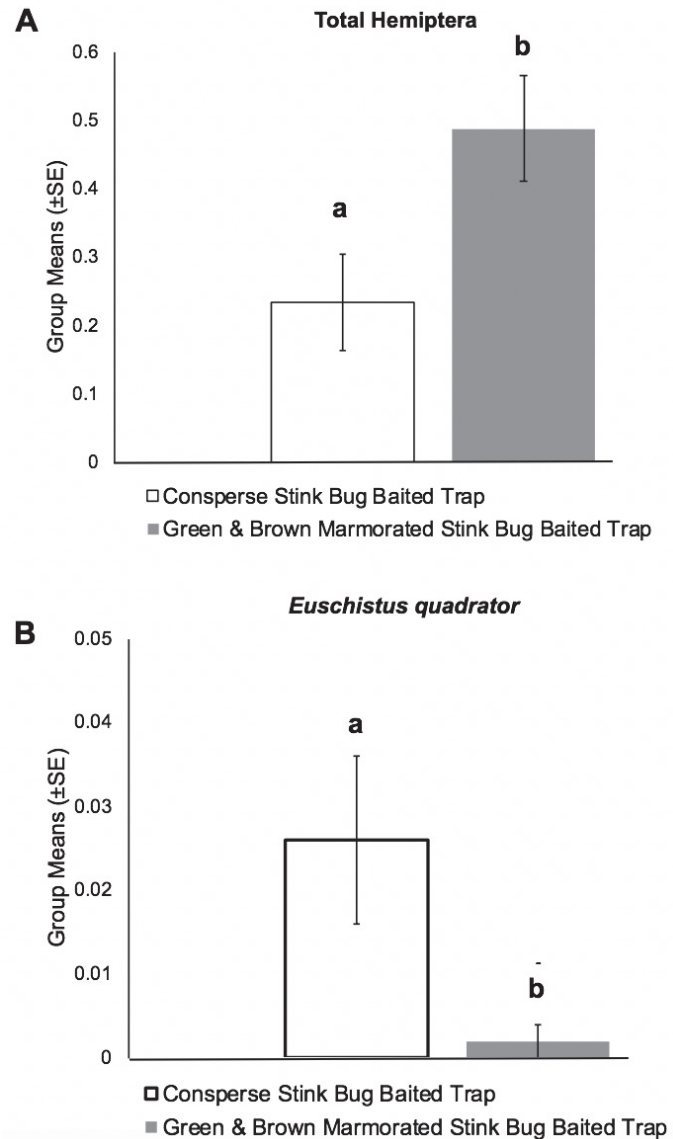 A
Total Hemiptera
Group Means (±SE)
0.6
0.5
0.4
0.3
0.2
0.1
0
a
b
Consperse Stink Bug Baited Trap
Green & Brown Marmorated Stink Bug Baited Trap
B
Euschistus quadrator
Group Means (±SE)
0.05
0.04
0.03
0.02
0.01
0
a
b
Consperse Stink Bug Baited Trap
Green & Brown Marmorated Stink Bug Baited Trap